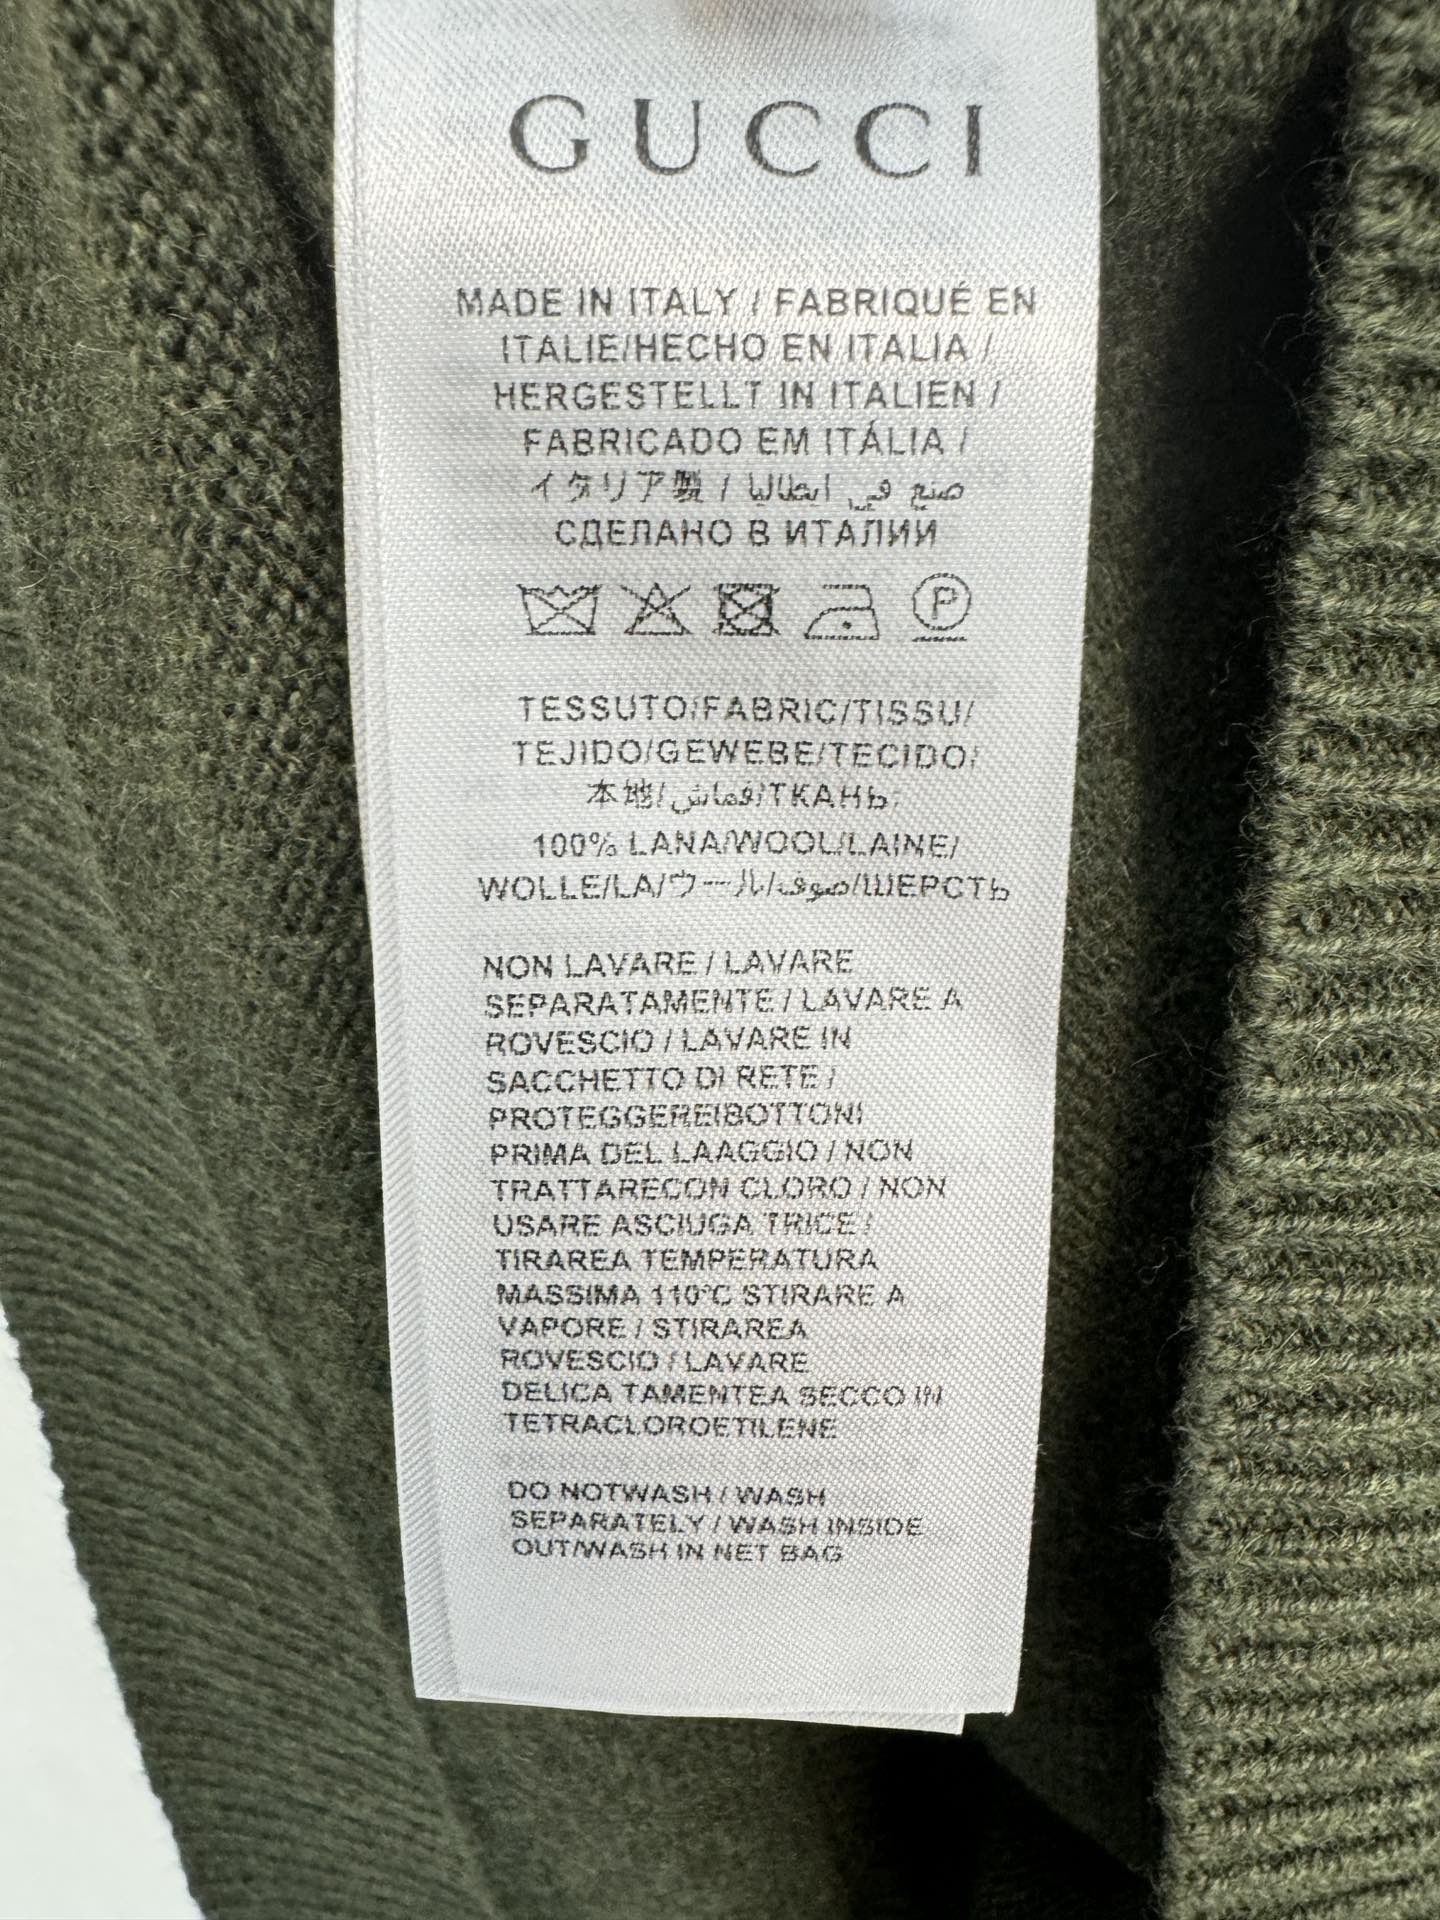 GUCCI
MADE IN ITALY / FABRIQUÉ EN
ITALIE/HECHO EN ITALIA /
HERGESTELLT IN ITALIEN /
FABRICADO EM ITÁLIA /
イタリア製 / صنع في ايطاليا
СДЕЛАНО В ИТАЛИИ
P
TESSUTO/FABRIC/TISSU/
TEJIDO/GEWEBE/TECIDO/
本地/قماش/ТКАНЬ:
100% LANA/WOOL/LAINE/
WOLLE/LA/ウール/صوف/ШЕРСТЬ
NON LAVARE / LAVARE
SEPARATAMENTE / LAVARE A
ROVESCIO / LAVARE IN
SACCHETTO DI RETE /
PROTEGGEREIBOTTONI
PRIMA DEL LAAGGIO / NON
TRATTARECON CLORO / NON
USARE ASCIUGA TRICE /
TIRAREA TEMPERATURA
MASSIMA 110°C STIRARE A
VAPORE / STIRAREA
ROVESCIO / LAVARE
DELICA TAMENTEA SECCO IN
TETRACLOROETILENE
DO NOTWASH / WASH
SEPARATELY / WASH INSIDE
OUT/WASH IN NET BAG